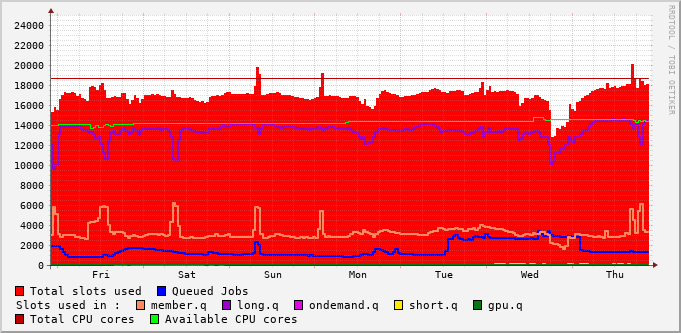 24000
22000
20000
18000
16000
14000
12000
10000
8000
6000
4000
2000
0
Fri Sat Sun Mon Tue Wed Thu
RRDTOOL / TOBI OETIKER
Total slots used Queued Jobs
Slots used in : member.q long.q ondemand.q short.q gpu.q
Total CPU cores
Available CPU cores